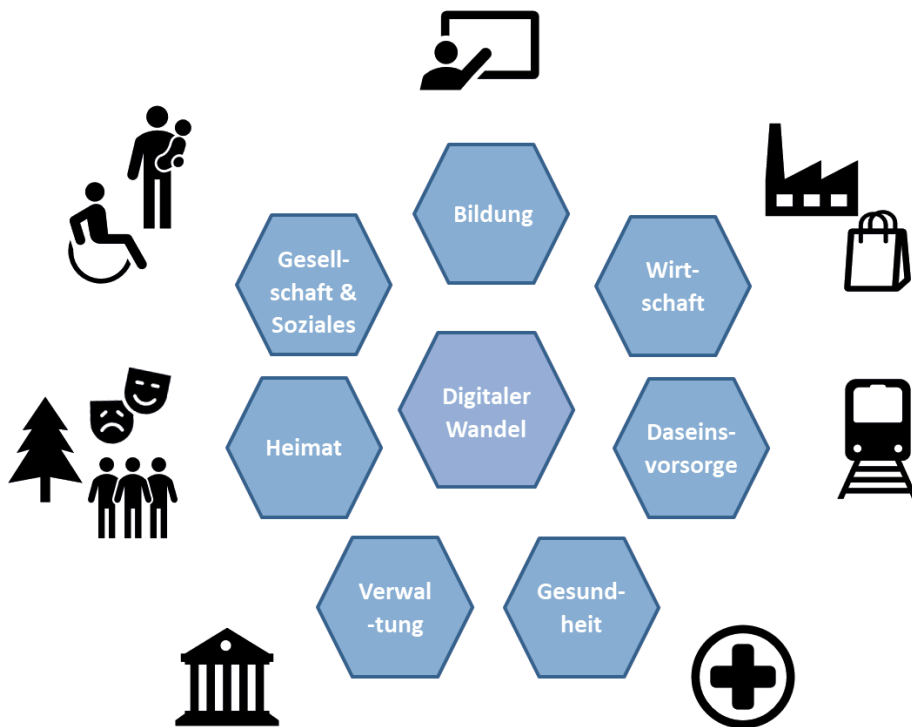 Bildung
Gesell-
schaft &
Soziales
Wirt-
schaft
Digitaler
Wandel
Heimat
Daseins-
vorsorge
Verwal
-tung
Gesund-
heit